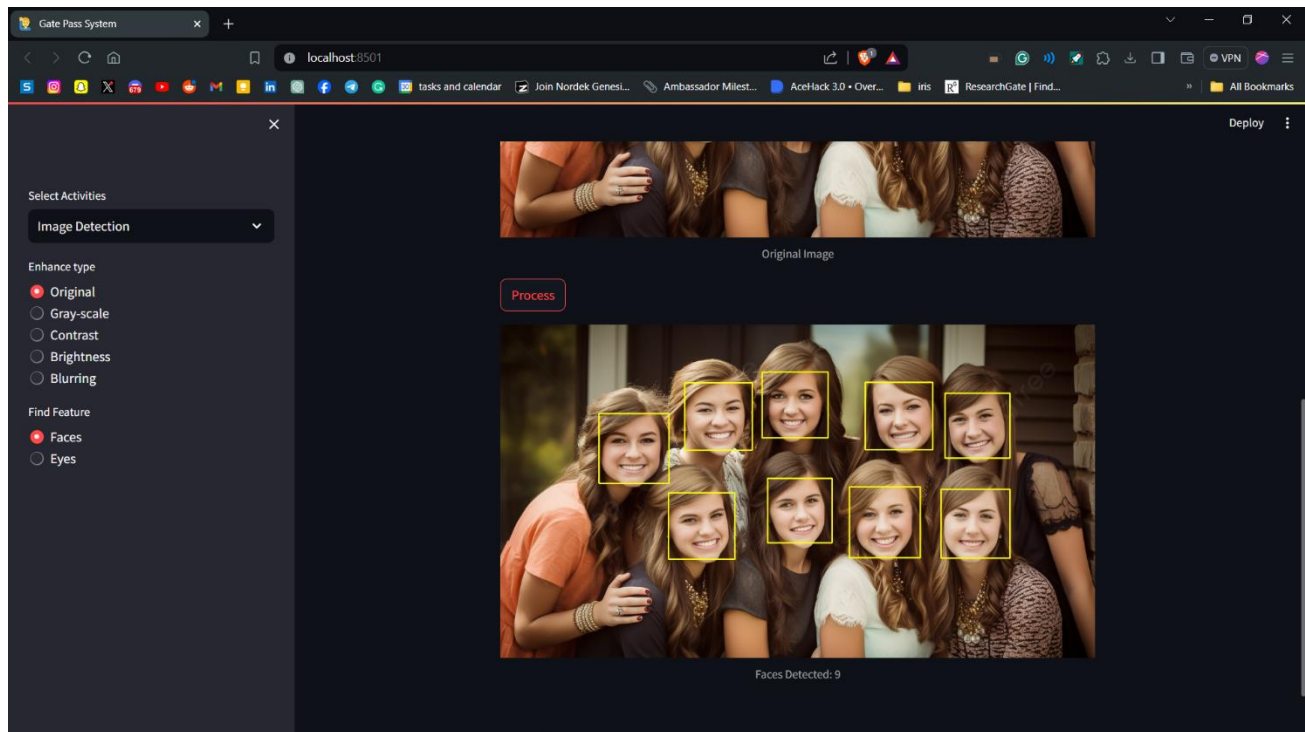 Gate Pass System
localhost:8501
VPN
tasks and calendar
Join Nordek Genesi...
Ambassador Milest...
AceHack 3.0 • Over...
iris
ResearchGate | Find...
All Bookmarks
Deploy
Select Activities
Image Detection
Enhance type
Original
Gray-scale
Contrast
Brightness
Blurring
Find Feature
Faces
Eyes
Original Image
Process
Faces Detected: 9